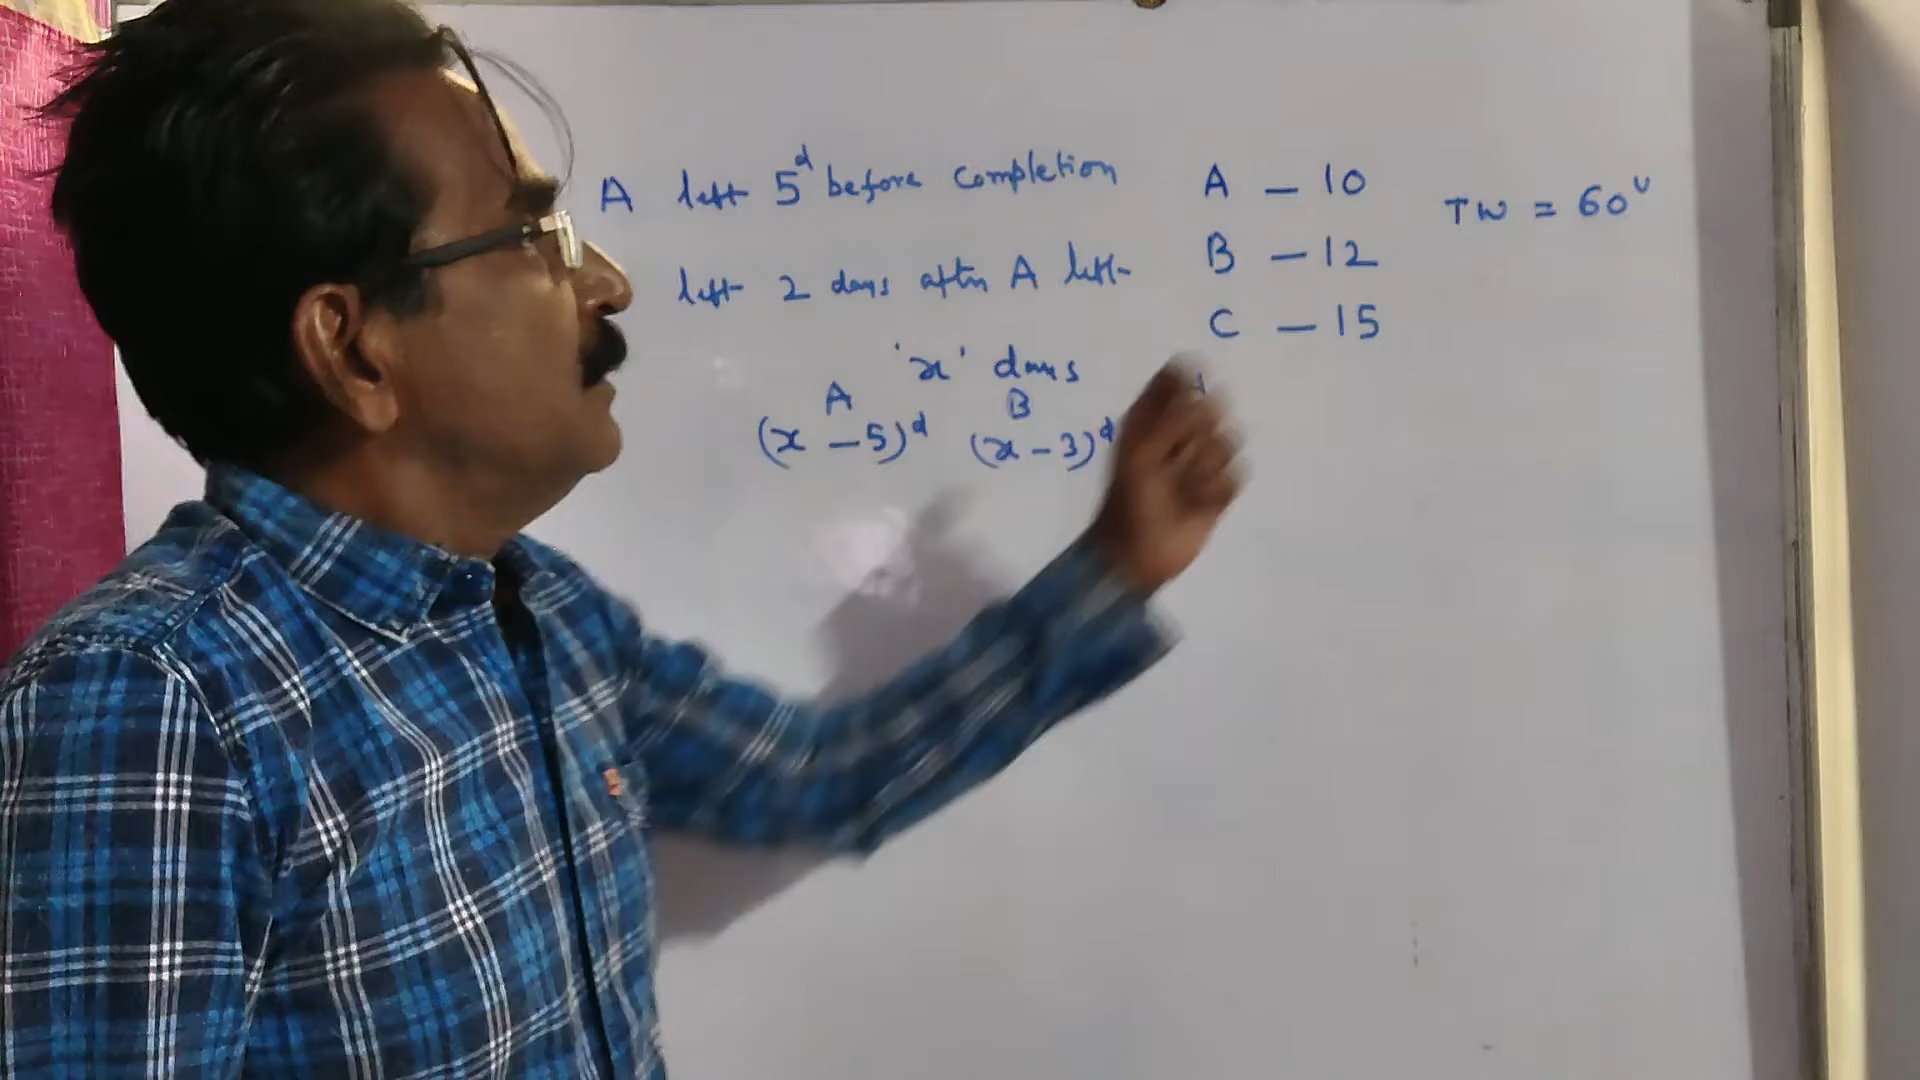 A left 5d before completion
left 2 days after A left
'x' days
A B
(x - 5)d (x - 3)d
A - 10
B - 12
C - 15
TW = 60U